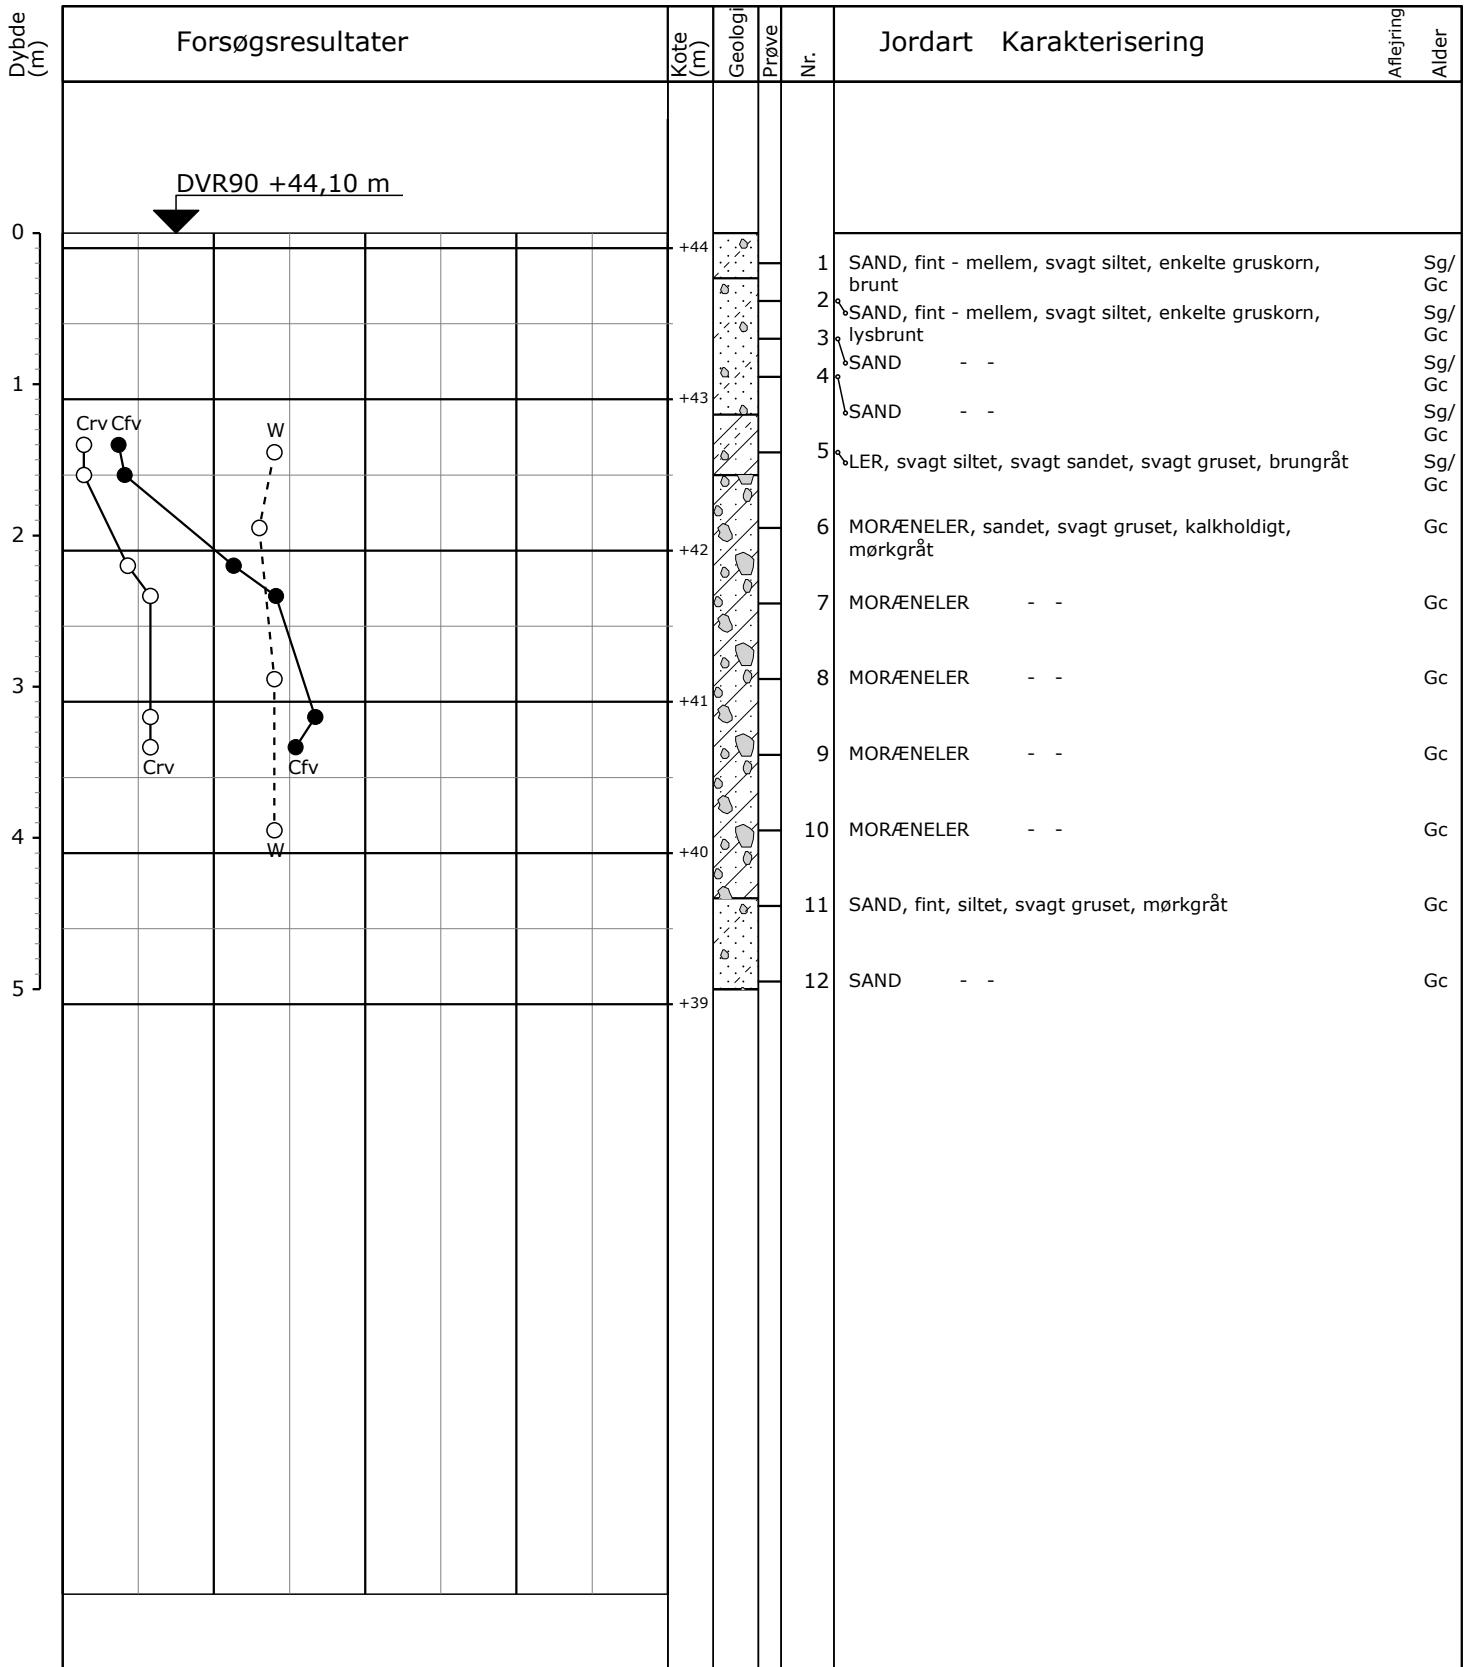 Dybde (m)
Forsøgsresultater
Kote (m)
Geologi
Prøve
Nr.
Jordart Karakterisering
Aflejring
Alder
DVR90 +44,10 m
0
+44
1 SAND, fint - mellem, svagt siltet, enkelte gruskorn, Sg/
brunt Gc
2 SAND, fint - mellem, svagt siltet, enkelte gruskorn, Sg/
lysbrunt Gc
3 SAND - - Sg/
Gc
1
+43
4 SAND - - Sg/
Gc
Crv Cfv
W
5 LER, svagt siltet, svagt sandet, svagt gruset, brungråt Sg/
Gc
2
+42
6 MORÆNELER, sandet, svagt gruset, kalkholdigt, Gc
mørkgråt
7 MORÆNELER - - Gc
3
+41
8 MORÆNELER - - Gc
Crv Cfv
9 MORÆNELER - - Gc
4
10 MORÆNELER - - Gc
W
+40
11 SAND, fint, siltet, svagt gruset, mørkgråt Gc
5
12 SAND - - Gc
+39